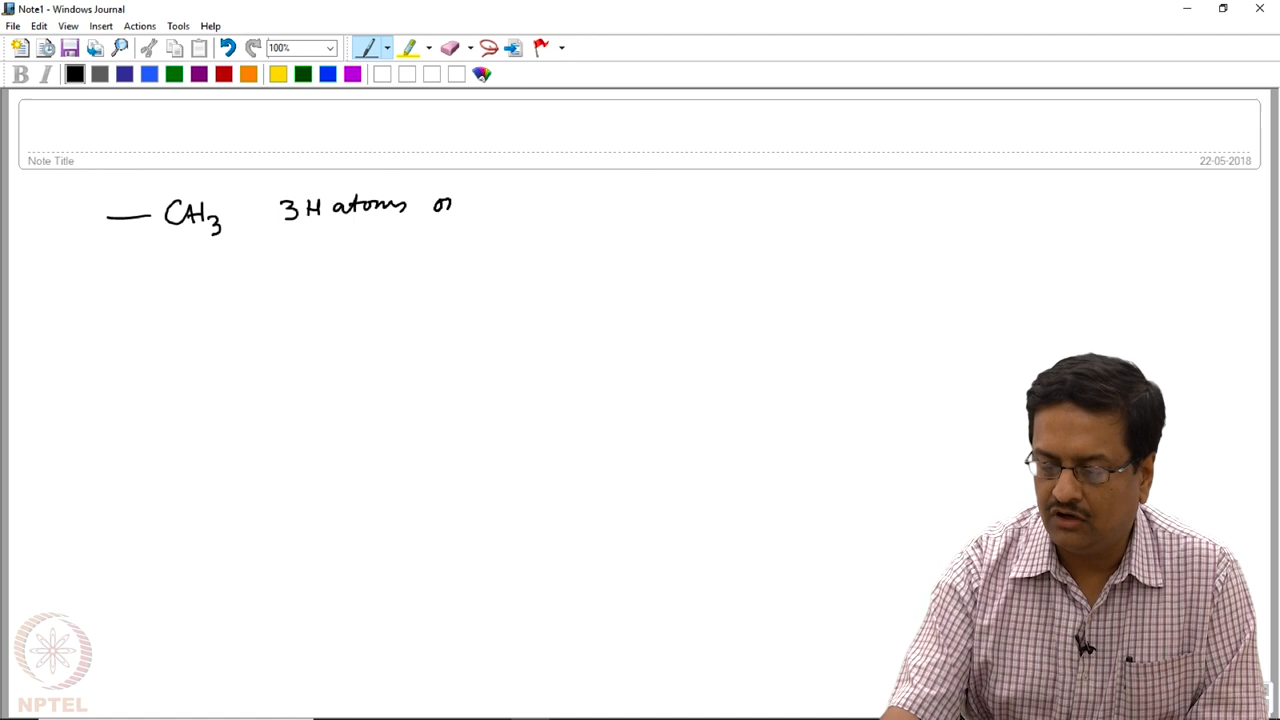 Note1 - Windows Journal
File Edit View Insert Actions Tools Help
100%
B I
Note Title 22-05-2018
— CH3 3 H atoms or
NPTEL